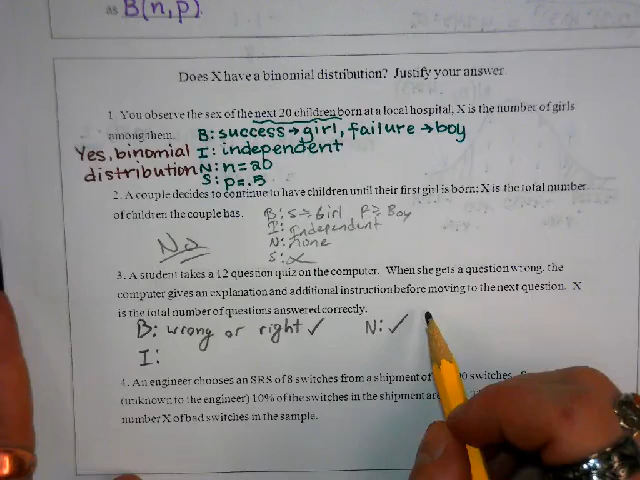 as B(n,p).
Does X have a binomial distribution? Justify your answer.
1. You observe the sex of the next 20 children born at a local hospital, X is the number of girls
among them. B: success → girl, failure → boy
Yes, binomial I: independent
distribution N: n=20
S: p=.5
2. A couple decides to continue to have children until their first girl is born; X is the total number
of children the couple has. B: S → Girl, F → Boy
I: Independent
No N: none
S:
3. A student takes a 12 question quiz on the computer. When she gets a question wrong, the
computer gives an explanation and additional instruction before moving to the next question. X
is the total number of questions answered correctly.
B: wrong or right ✓ N: ✓
I:
4. An engineer chooses an SRS of 8 switches from a shipment of switches.
(unknown to the engineer) 10% of the switches in the shipment are
number X of bad switches in the sample.